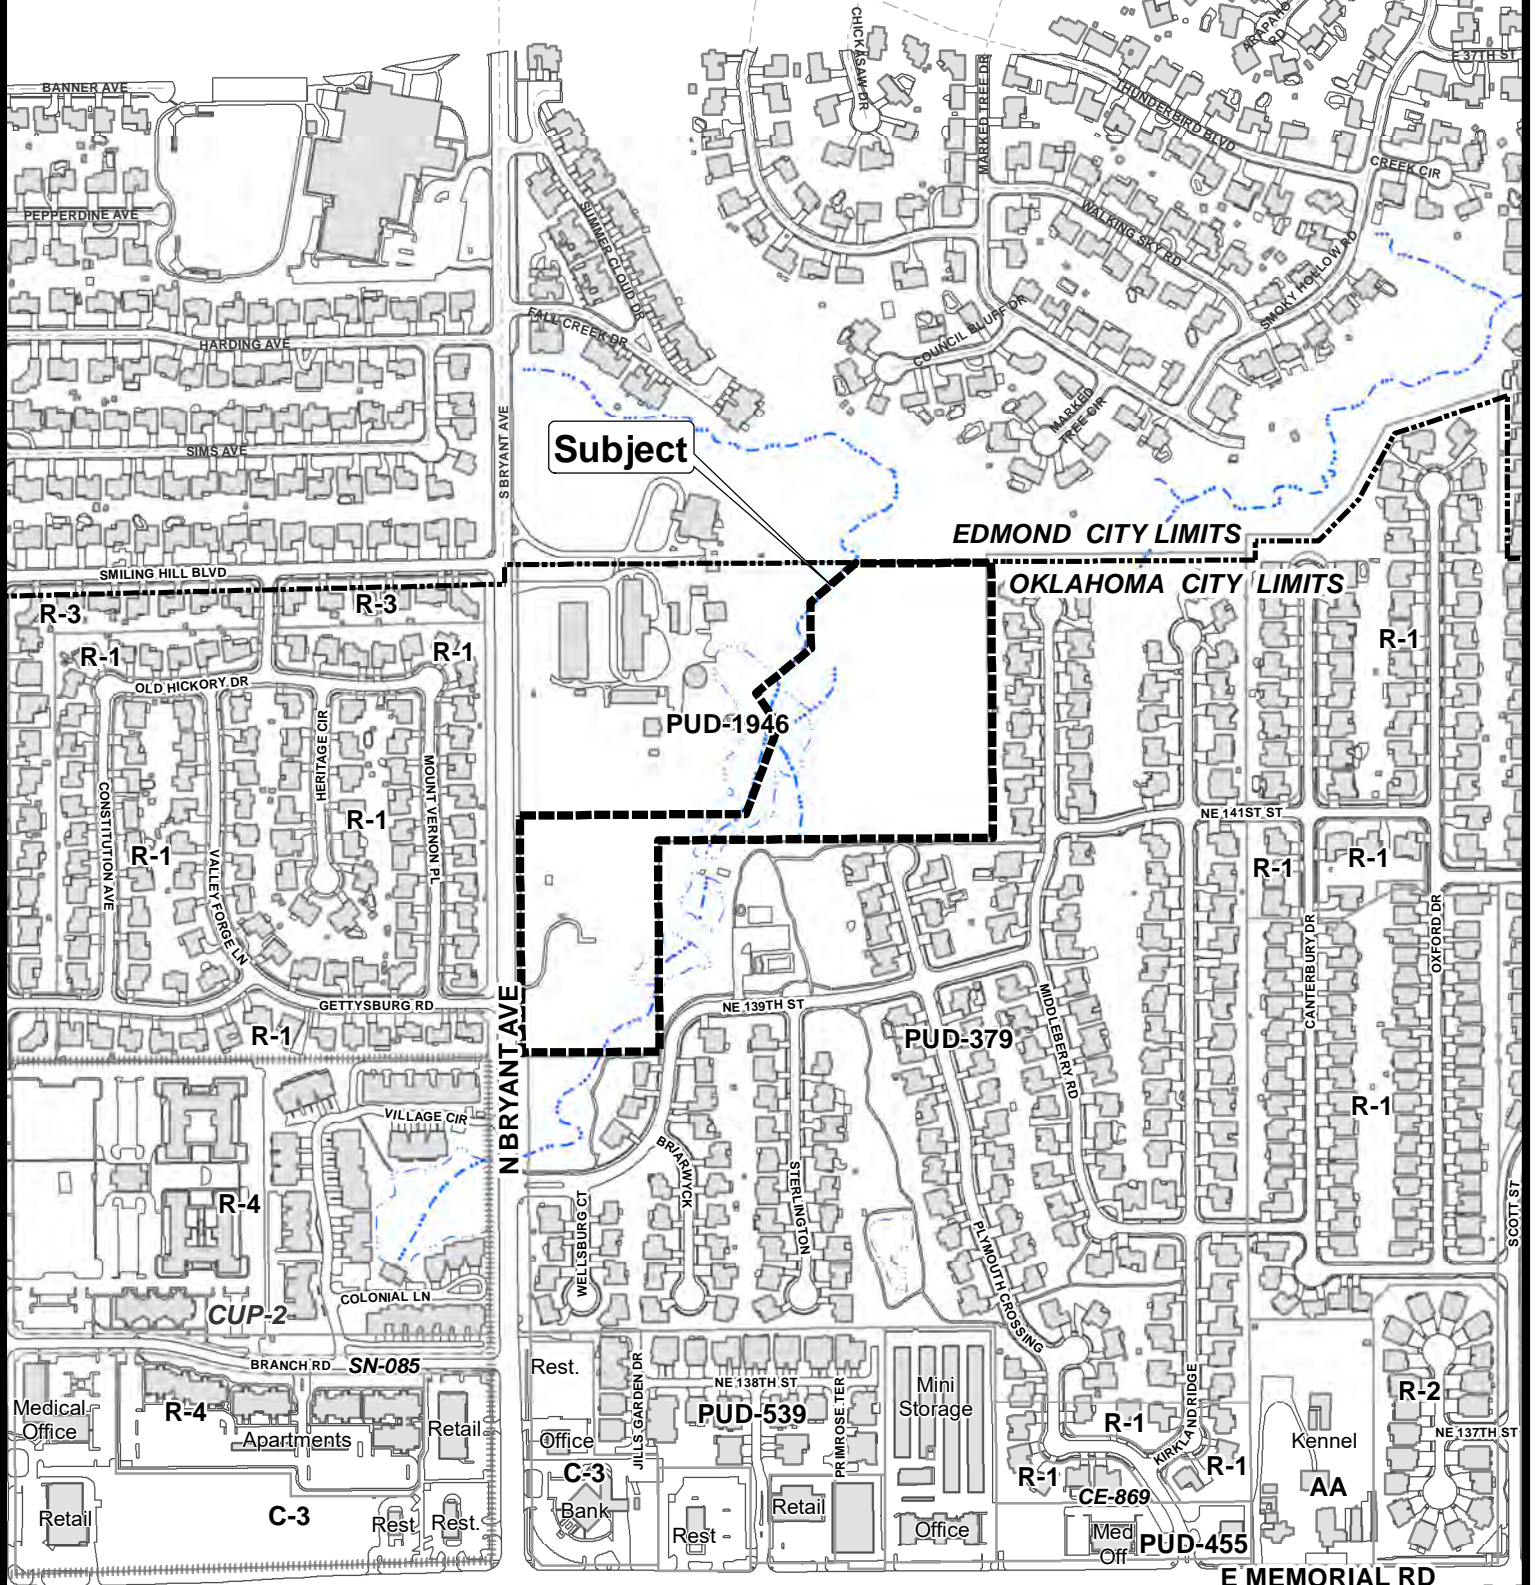 CHICKASAW DR
ARAPAHO RD
E 37TH ST
BANNER AVE
MARKED TREE DR
THUNDERBIRD BLVD
CREEK CIR
PEPPERDINE AVE
SUMMER CLOUD DR
WALKING SKY RD
SMOKY HOLLOW RD
FALL CREEK DR
COUNCIL BLUFF DR
HARDING AVE
MARKED
TREE CIR
S BRYANT AVE
SIMS AVE
Subject
EDMOND CITY LIMITS
SMILING HILL BLVD
OKLAHOMA CITY LIMITS
R-3
R-3
R-1
R-1
R-1
OLD HICKORY DR
HERITAGE CIR
PUD-1946
MOUNT VERNON PL
CONSTITUTION AVE
R-1
NE 141ST ST
R-1
VALLEY FORGE LN
R-1
R-1
CANTERBURY DR
OXFORD DR
GETTYSBURG RD
N BRYANT AVE
NE 139TH ST
R-1
PUD-379
MIDDLEBERRY RD
VILLAGE CIR
R-1
BRIARWYCK
STERLINGTON
R-4
WELLSBURG CT
PLYMOUTH CROSSING
SCOTT ST
COLONIAL LN
CUP-2
BRANCH RD
SN-085
Rest.
JILLS GARDEN DR
NE 138TH ST
PRIMROSE TER
Mini
Storage
KIRKLAND RIDGE
R-2
Medical
Office
R-4
Apartments
Retail
PUD-539
R-1
Office
Kennel
NE 137TH ST
C-3
R-1
R-1
AA
CE-869
Retail
C-3
Rest
Rest.
Bank
Rest
Retail
Office
Med
Off
PUD-455
E MEMORIAL RD